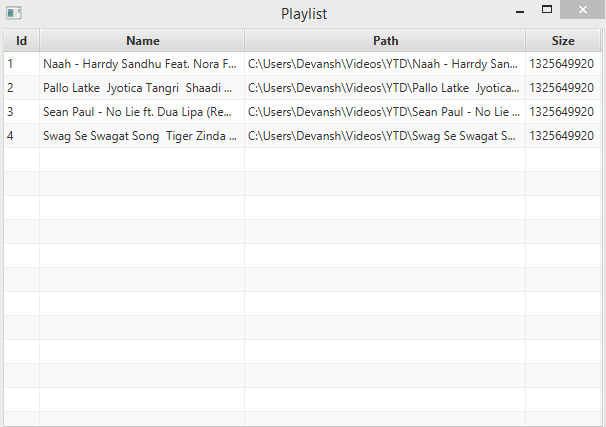 Playlist
Id Name Path Size
1 Naah - Harrdy Sandhu Feat. Nora F... C:\Users\Devansh\Videos\YTD\Naah - Harrdy San... 1325649920
2 Pallo Latke  Jyotica Tangri  Shaadi ... C:\Users\Devansh\Videos\YTD\Pallo Latke  Jyotica... 1325649920
3 Sean Paul - No Lie ft. Dua Lipa (Re... C:\Users\Devansh\Videos\YTD\Sean Paul - No Lie ... 1325649920
4 Swag Se Swagat Song  Tiger Zinda ... C:\Users\Devansh\Videos\YTD\Swag Se Swagat S... 1325649920